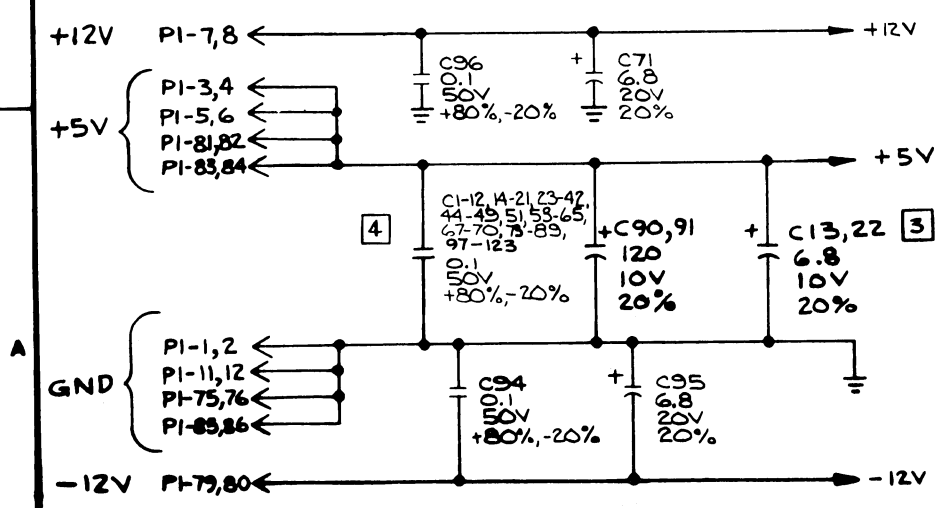 +12V P1-7,8 +12V
C96
0.1
50V
+80%,-20%
+ C71
6.8
20V
20%
+5V
P1-3,4
P1-5,6
P1-81,82
P1-83,84
+5V
4
C1-12,14-21,23-42,
44-49,51,53-65,
67-70,73-89,
97-123
0.1
50V
+80%,-20%
+C90,91
120
10V
20%
+ C13,22
6.8
10V
20%
3
A
GND
P1-1,2
P1-11,12
P1-75,76
C94
0.1
50V
+80%,-20%
+ C95
6.8
20V
20%
-12V P1-79,80 -12V